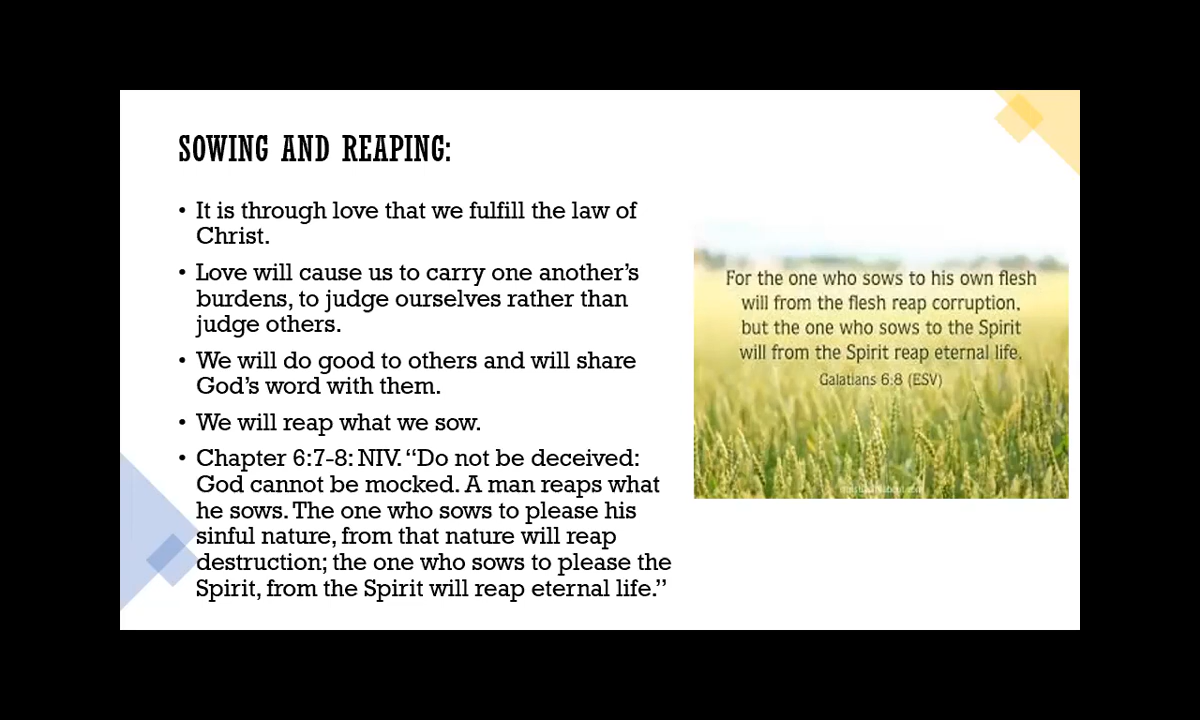 SOWING AND REAPING:
• It is through love that we fulfill the law of
Christ.
• Love will cause us to carry one another's
burdens, to judge ourselves rather than
judge others.
• We will do good to others and will share
God's word with them.
• We will reap what we sow.
• Chapter 6:7-8: NIV. “Do not be deceived:
God cannot be mocked. A man reaps what
he sows. The one who sows to please his
sinful nature, from that nature will reap
destruction; the one who sows to please the
Spirit, from the Spirit will reap eternal life.”
For the one who sows to his own flesh
will from the flesh reap corruption,
but the one who sows to the Spirit
will from the Spirit reap eternal life.
Galatians 6:8 (ESV)